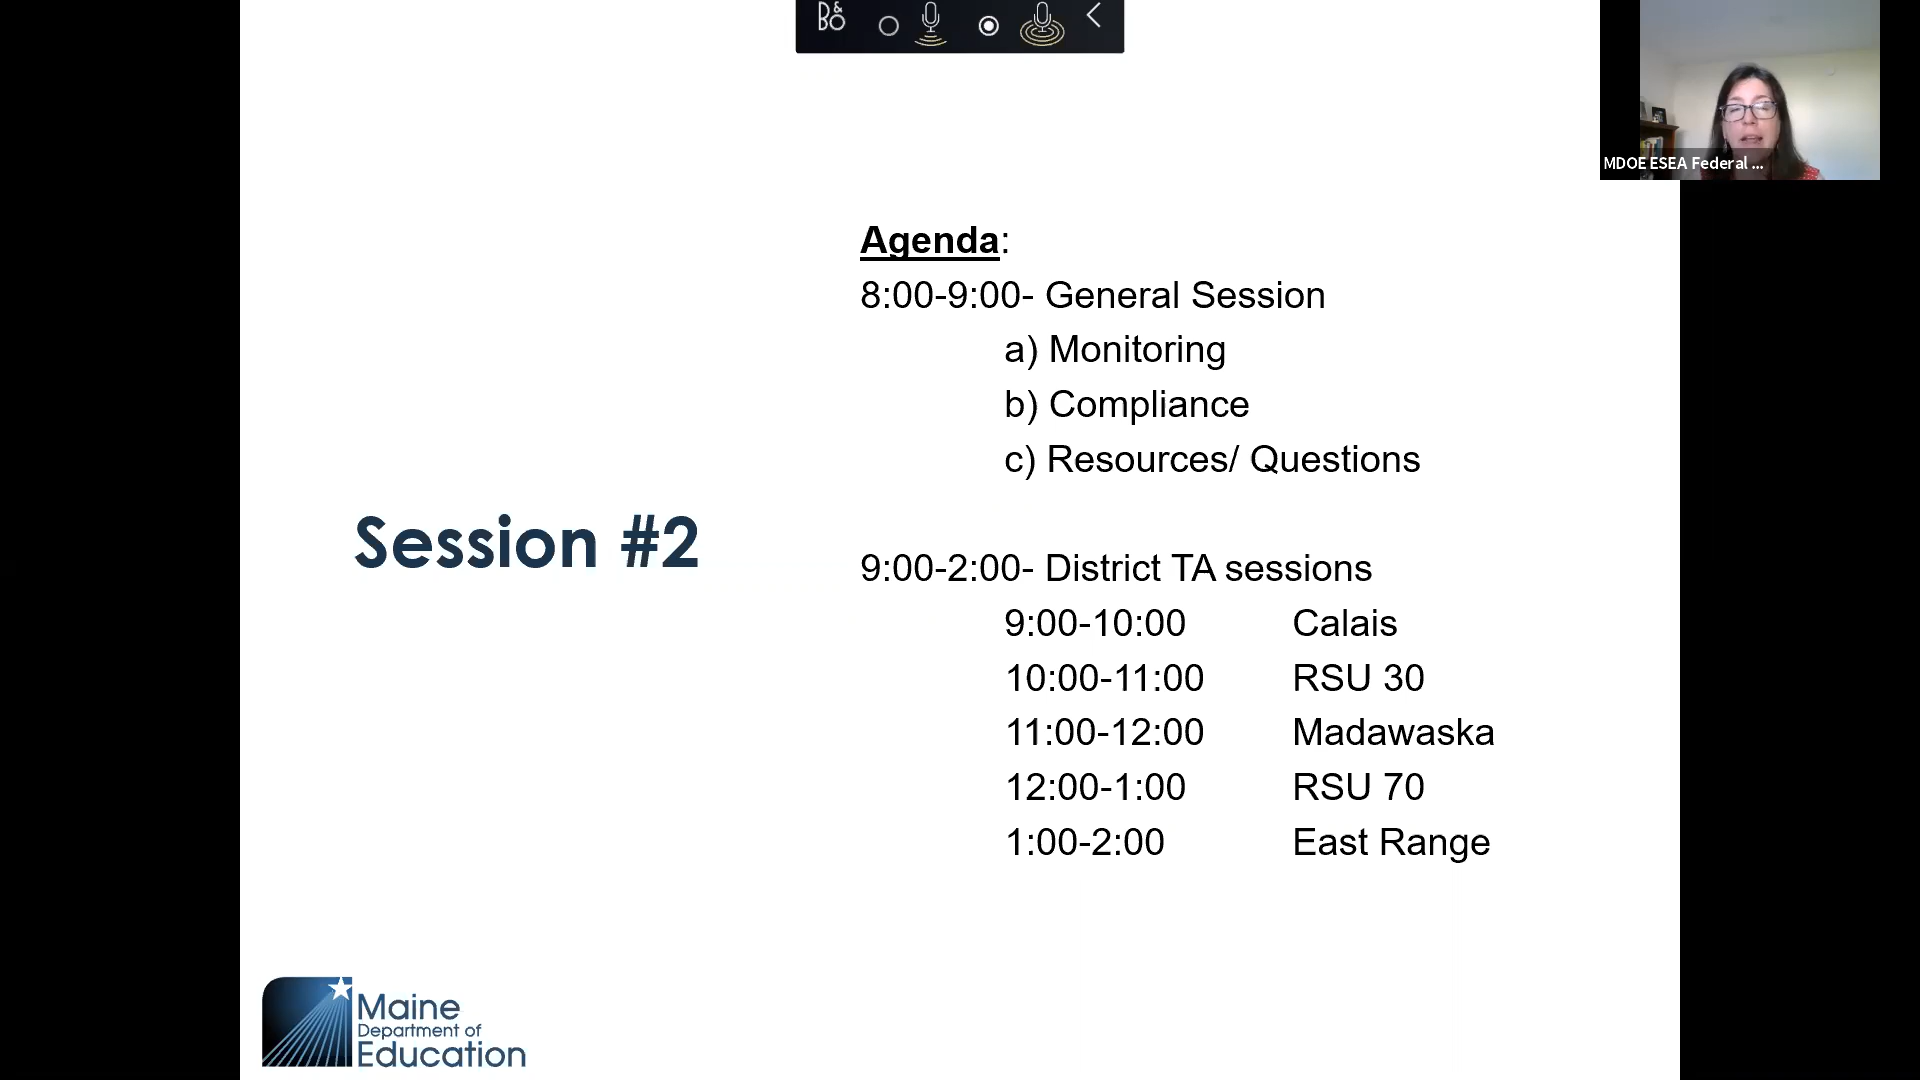 B&O
MDOE ESEA Federal ...
Agenda:
8:00-9:00- General Session
a) Monitoring
b) Compliance
c) Resources/ Questions
Session #2
9:00-2:00- District TA sessions
9:00-10:00 Calais
10:00-11:00 RSU 30
11:00-12:00 Madawaska
12:00-1:00 RSU 70
1:00-2:00 East Range
Maine
Department of
Education